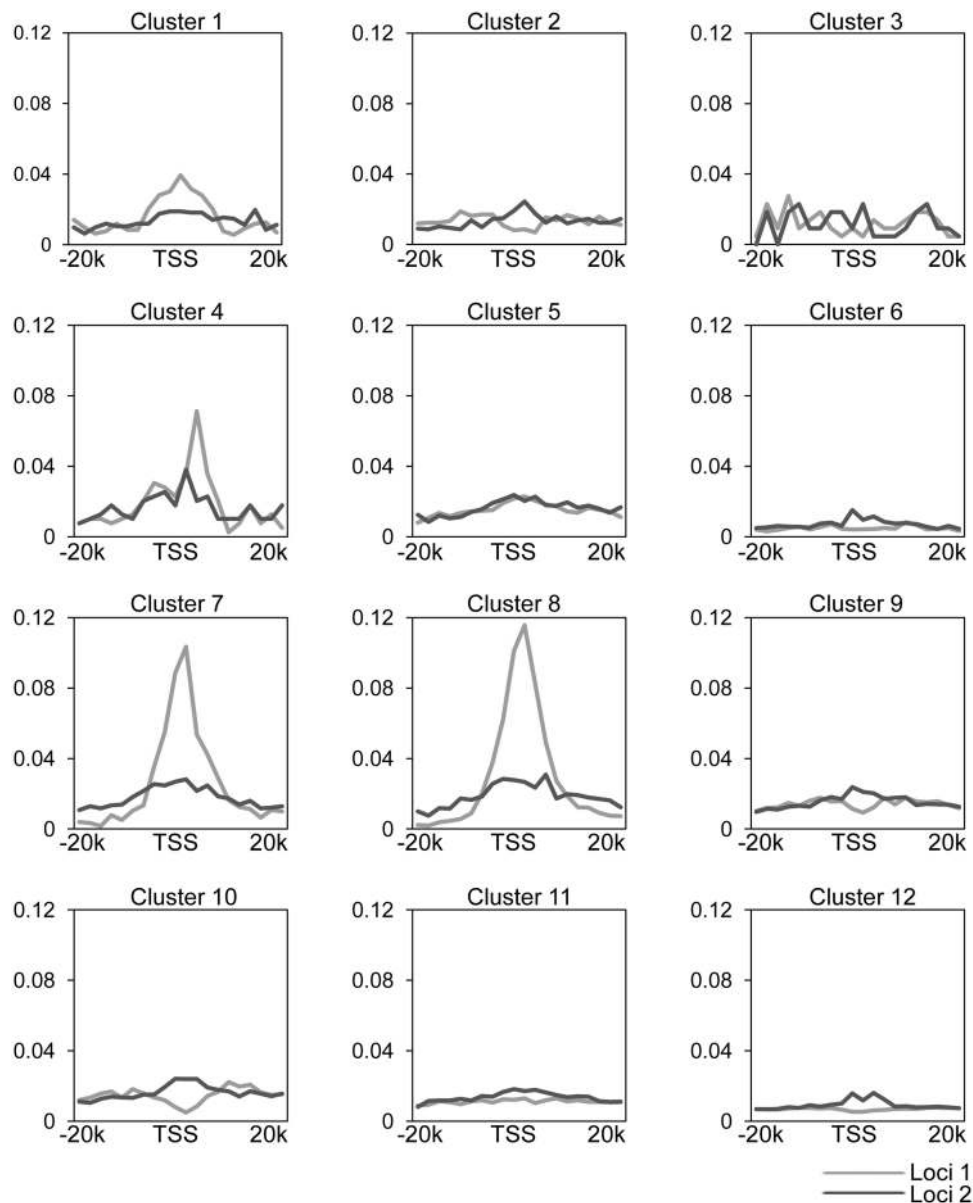 Cluster 1
Cluster 2
Cluster 3
0.12
0.08
0.04
0
-20k TSS 20k
0.12
0.08
0.04
0
-20k TSS 20k
0.12
0.08
0.04
0
-20k TSS 20k
Cluster 4
Cluster 5
Cluster 6
0.12
0.08
0.04
0
-20k TSS 20k
0.12
0.08
0.04
0
-20k TSS 20k
0.12
0.08
0.04
0
-20k TSS 20k
Cluster 7
Cluster 8
Cluster 9
0.12
0.08
0.04
0
-20k TSS 20k
0.12
0.08
0.04
0
-20k TSS 20k
0.12
0.08
0.04
0
-20k TSS 20k
Cluster 10
Cluster 11
Cluster 12
0.12
0.08
0.04
0
-20k TSS 20k
0.12
0.08
0.04
0
-20k TSS 20k
0.12
0.08
0.04
0
-20k TSS 20k
Loci 1
Loci 2